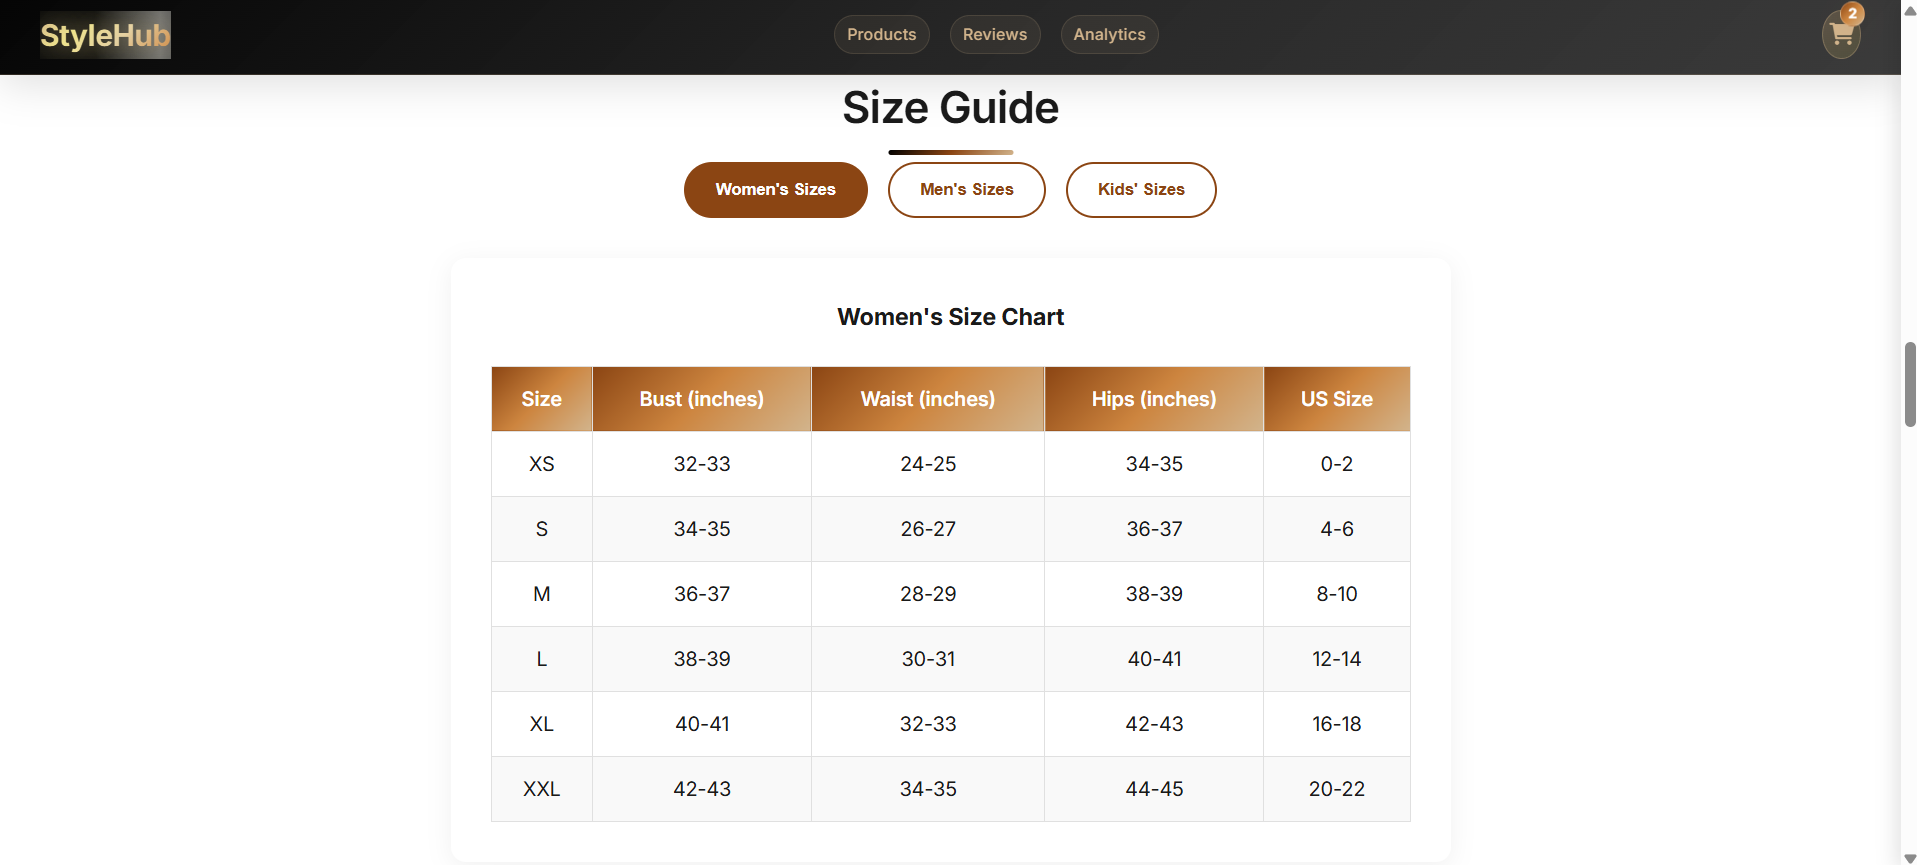 StyleHub
Products Reviews Analytics
2
Size Guide
Women's Sizes Men's Sizes Kids' Sizes
Women's Size Chart
Size Bust (inches) Waist (inches) Hips (inches) US Size
XS 32-33 24-25 34-35 0-2
S 34-35 26-27 36-37 4-6
M 36-37 28-29 38-39 8-10
L 38-39 30-31 40-41 12-14
XL 40-41 32-33 42-43 16-18
XXL 42-43 34-35 44-45 20-22